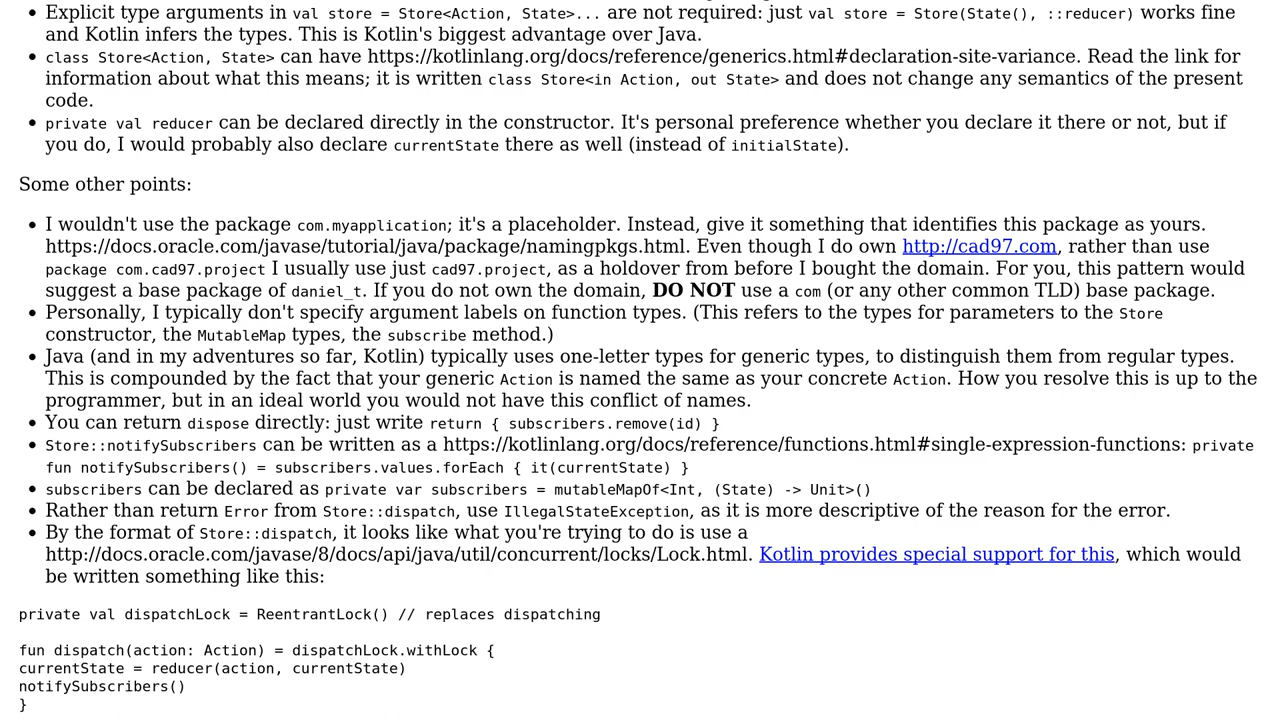 • Explicit type arguments in val store = Store<Action, State>... are not required: just val store = Store(State(), ::reducer) works fine
and Kotlin infers the types. This is Kotlin's biggest advantage over Java.
• class Store<Action, State> can have https://kotlinlang.org/docs/reference/generics.html#declaration-site-variance. Read the link for
information about what this means; it is written class Store<in Action, out State> and does not change any semantics of the present
code.
• private val reducer can be declared directly in the constructor. It's personal preference whether you declare it there or not, but if
you do, I would probably also declare currentState there as well (instead of initialState).
Some other points:
• I wouldn't use the package com.myapplication; it's a placeholder. Instead, give it something that identifies this package as yours.
https://docs.oracle.com/javase/tutorial/java/package/namingpkgs.html. Even though I do own http://cad97.com, rather than use
package com.cad97.project I usually use just cad97.project, as a holdover from before I bought the domain. For you, this pattern would
suggest a base package of daniel_t. If you do not own the domain, DO NOT use a com (or any other common TLD) base package.
• Personally, I typically don't specify argument labels on function types. (This refers to the types for parameters to the Store
constructor, the MutableMap types, the subscribe method.)
• Java (and in my adventures so far, Kotlin) typically uses one-letter types for generic types, to distinguish them from regular types.
This is compounded by the fact that your generic Action is named the same as your concrete Action. How you resolve this is up to the
programmer, but in an ideal world you would not have this conflict of names.
• You can return dispose directly: just write return { subscribers.remove(id) }
• Store::notifySubscribers can be written as a https://kotlinlang.org/docs/reference/functions.html#single-expression-functions: private
fun notifySubscribers() = subscribers.values.forEach { it(currentState) }
• subscribers can be declared as private var subscribers = mutableMapOf<Int, (State) -> Unit>()
• Rather than return Error from Store::dispatch, use IllegalStateException, as it is more descriptive of the reason for the error.
• By the format of Store::dispatch, it looks like what you're trying to do is use a
http://docs.oracle.com/javase/8/docs/api/java/util/concurrent/locks/Lock.html. Kotlin provides special support for this, which would
be written something like this:
private val dispatchLock = ReentrantLock() // replaces dispatching
fun dispatch(action: Action) = dispatchLock.withLock {
currentState = reducer(action, currentState)
notifySubscribers()
}